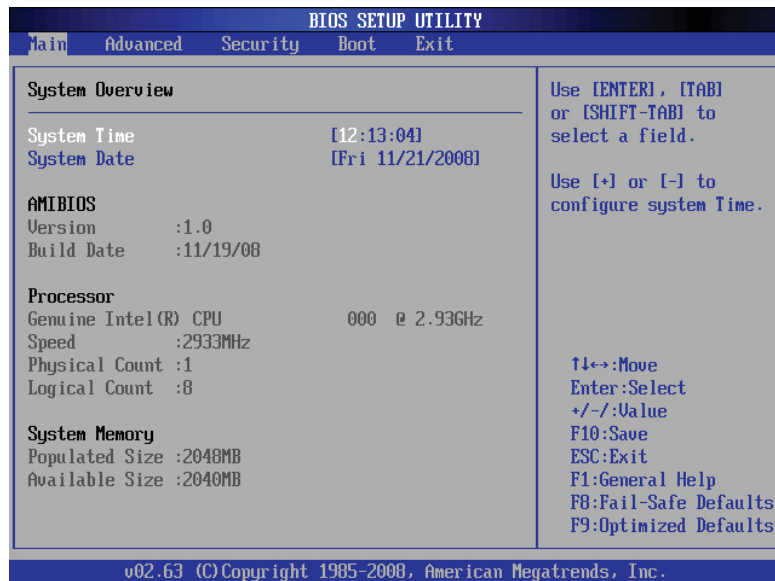 BIOS SETUP UTILITY
Main Advanced Security Boot Exit
System Overview
System Time [12:13:04]
System Date [Fri 11/21/2008]
AMIBIOS
Version :1.0
Build Date :11/19/08
Processor
Genuine Intel(R) CPU 000 @ 2.93GHz
Speed :2933MHz
Physical Count :1
Logical Count :8
System Memory
Populated Size :2048MB
Available Size :2040MB
Use [ENTER], [TAB]
or [SHIFT-TAB] to
select a field.
Use [+] or [-] to
configure system Time.
↑↓←→:Move
Enter:Select
+/-/:Value
F10:Save
ESC:Exit
F1:General Help
F8:Fail-Safe Defaults
F9:Optimized Defaults
v02.63 (C)Copyright 1985-2008, American Megatrends, Inc.